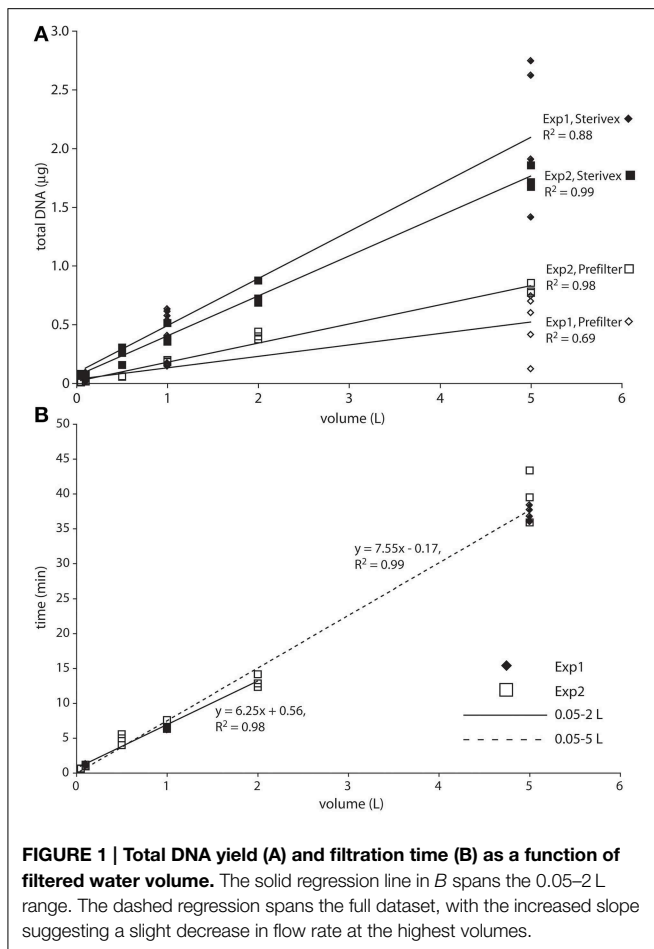 A
3.0
2.5
2.0
1.5
1.0
0.5
0
total DNA (µg)
Exp1, Sterivex
R² = 0.88
Exp2, Sterivex
R² = 0.99
Exp2, Prefilter
R² = 0.98
Exp1, Prefilter
R² = 0.69
0 1 2 3 4 5 6
volume (L)
B
50
45
40
35
30
25
20
15
10
5
0
time (min)
y = 7.55x - 0.17,
R² = 0.99
y = 6.25x + 0.56,
R² = 0.98
Exp1
Exp2
0.05-2 L
0.05-5 L
0 1 2 3 4 5 6
volume (L)
FIGURE 1 | Total DNA yield (A) and filtration time (B) as a function of
filtered water volume. The solid regression line in B spans the 0.05–2 L
range. The dashed regression spans the full dataset, with the increased slope
suggesting a slight decrease in flow rate at the highest volumes.